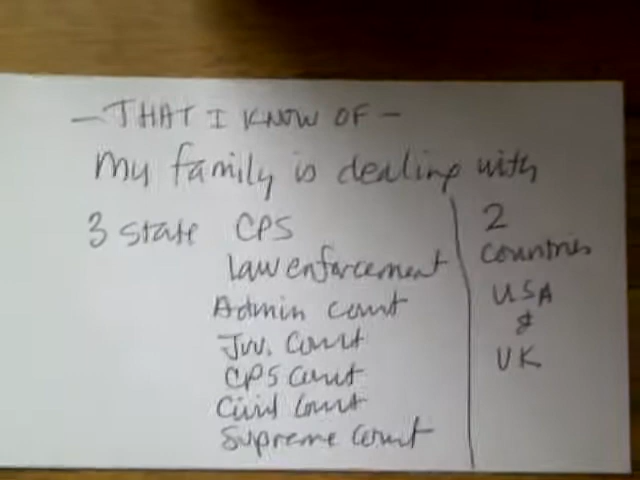 - THAT I KNOW OF -
My family is dealing with
3 state CPS
Law enforcement
Admin court
Juv. Court
CPS Court
Civil Court
Supreme Court
2
countries
USA
&
UK